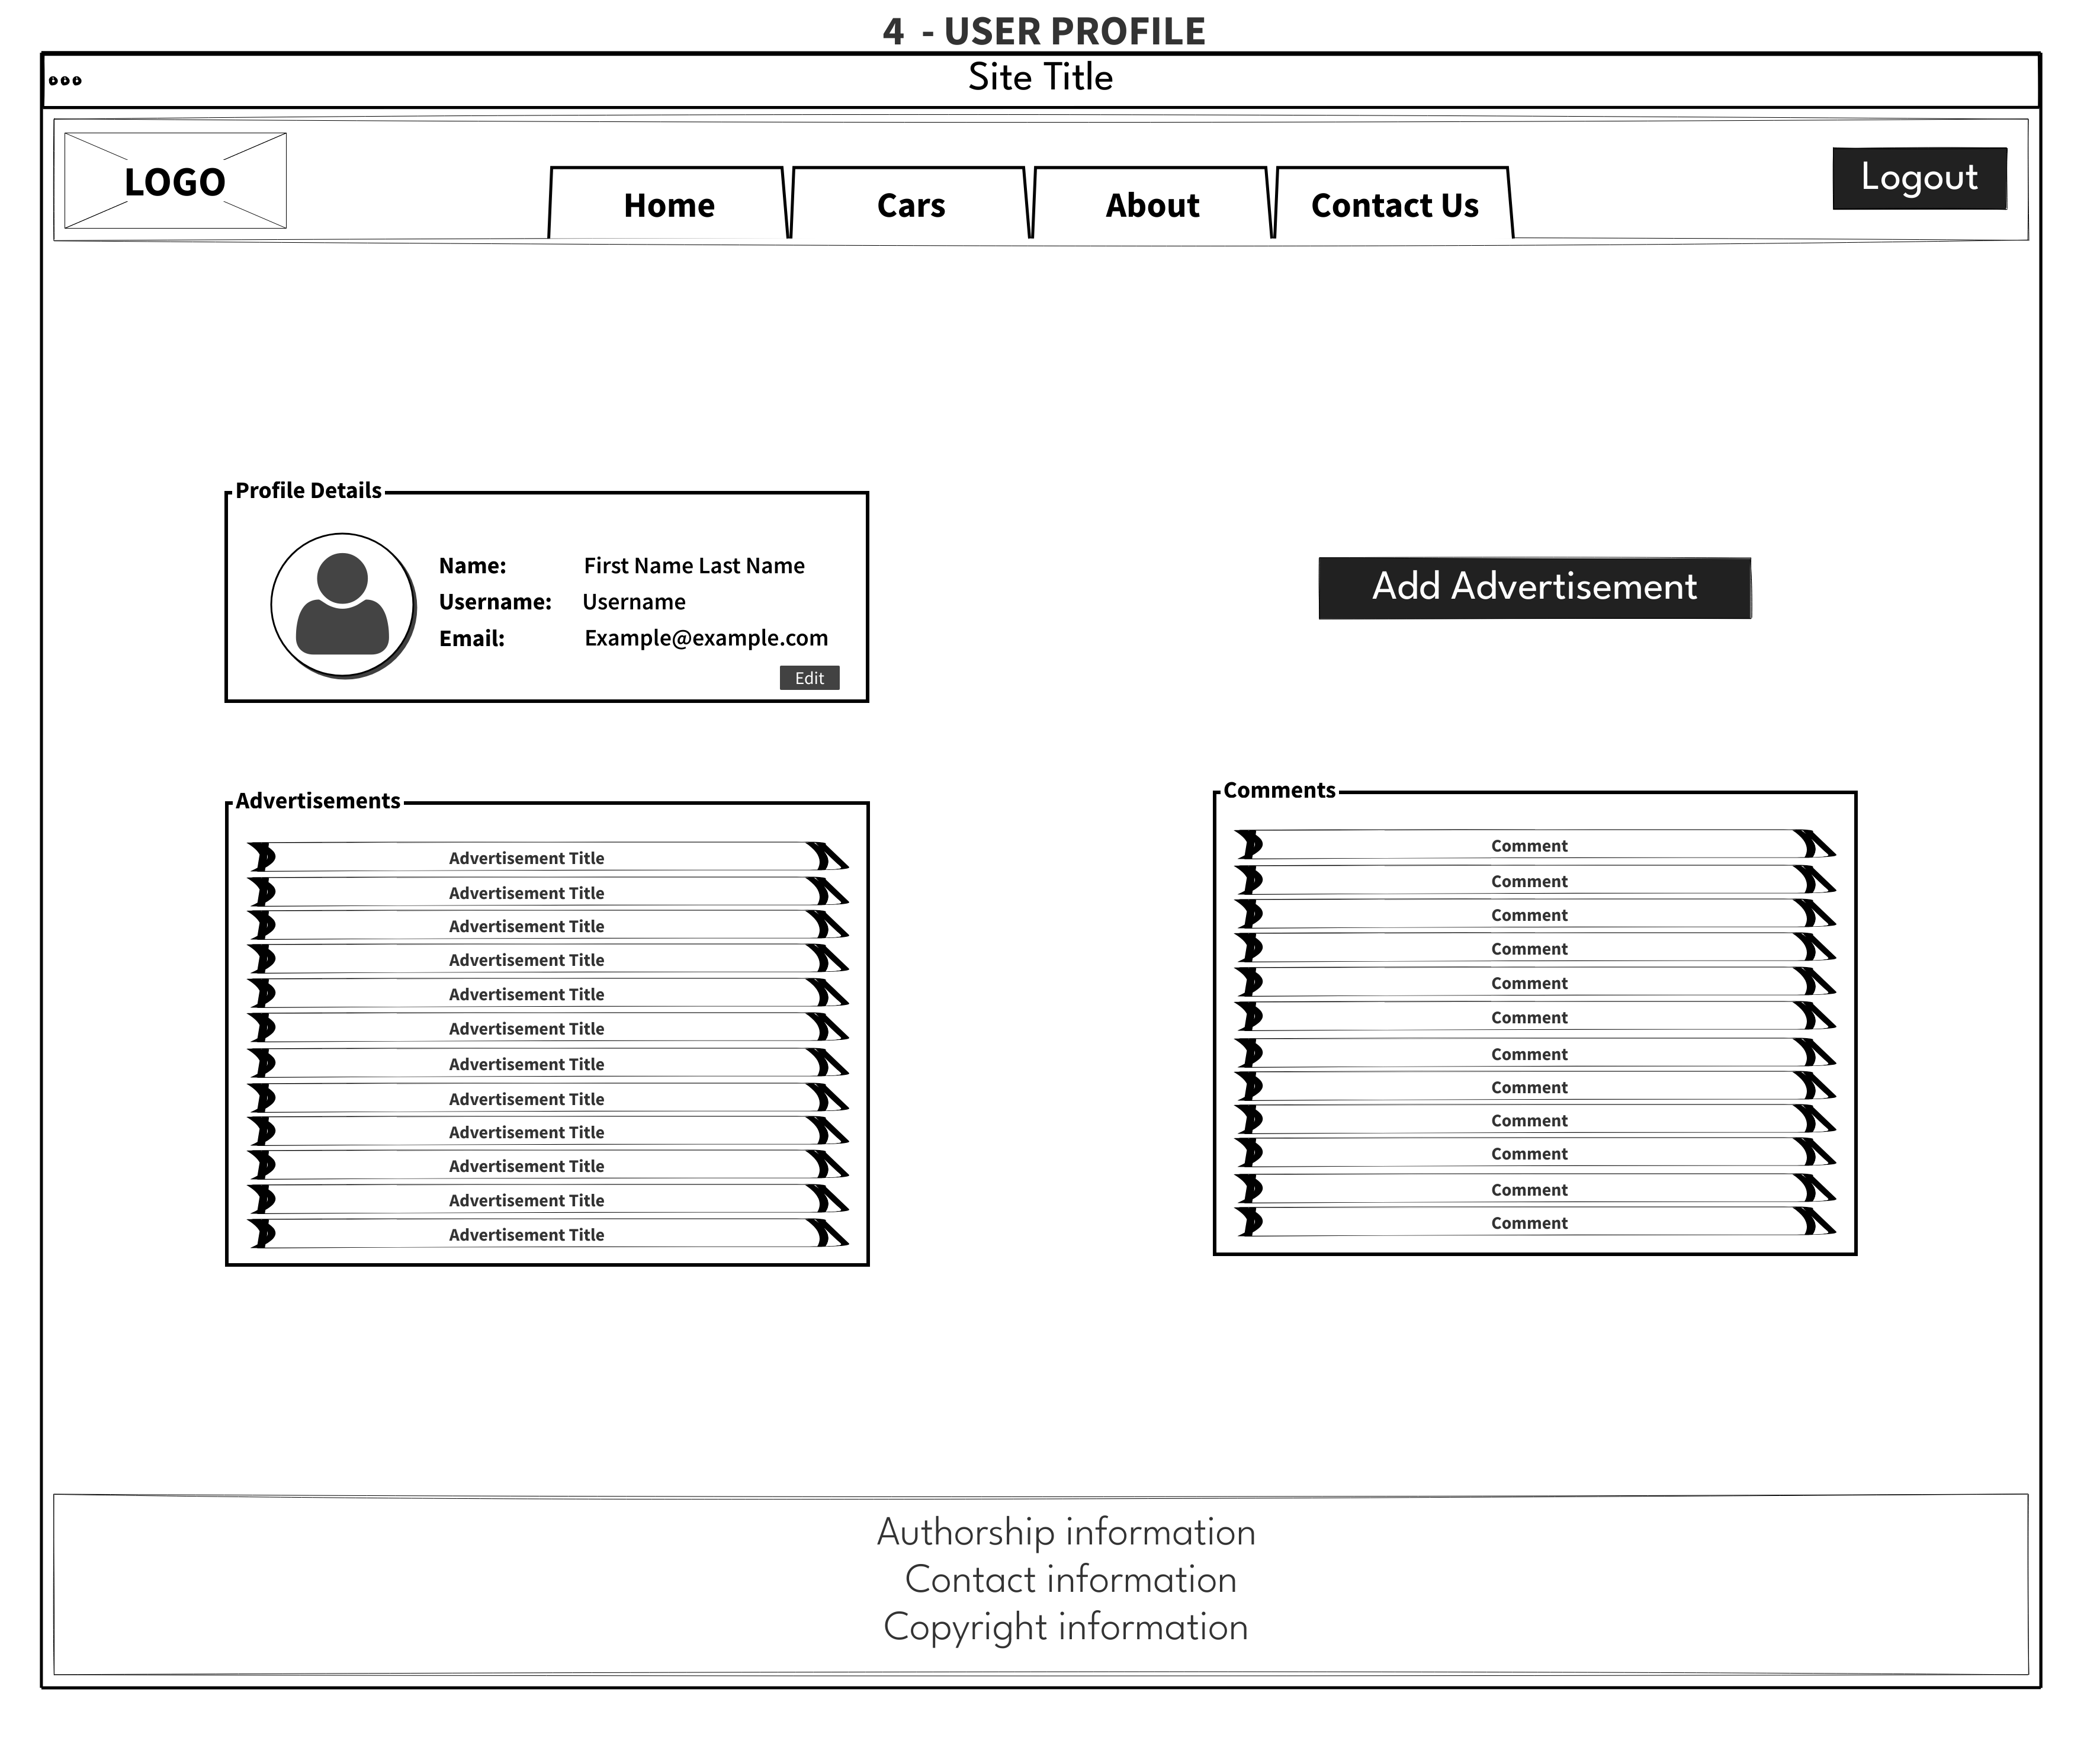 4 - USER PROFILE
Site Title
LOGO
Home
Cars
About
Contact Us
Logout
Profile Details
Name: First Name Last Name
Username: Username
Email: Example@example.com
Edit
Add Advertisement
Advertisements
Advertisement Title
Advertisement Title
Advertisement Title
Advertisement Title
Advertisement Title
Advertisement Title
Advertisement Title
Advertisement Title
Advertisement Title
Advertisement Title
Advertisement Title
Advertisement Title
Comments
Comment
Comment
Comment
Comment
Comment
Comment
Comment
Comment
Comment
Comment
Comment
Comment
Authorship information
Contact information
Copyright information